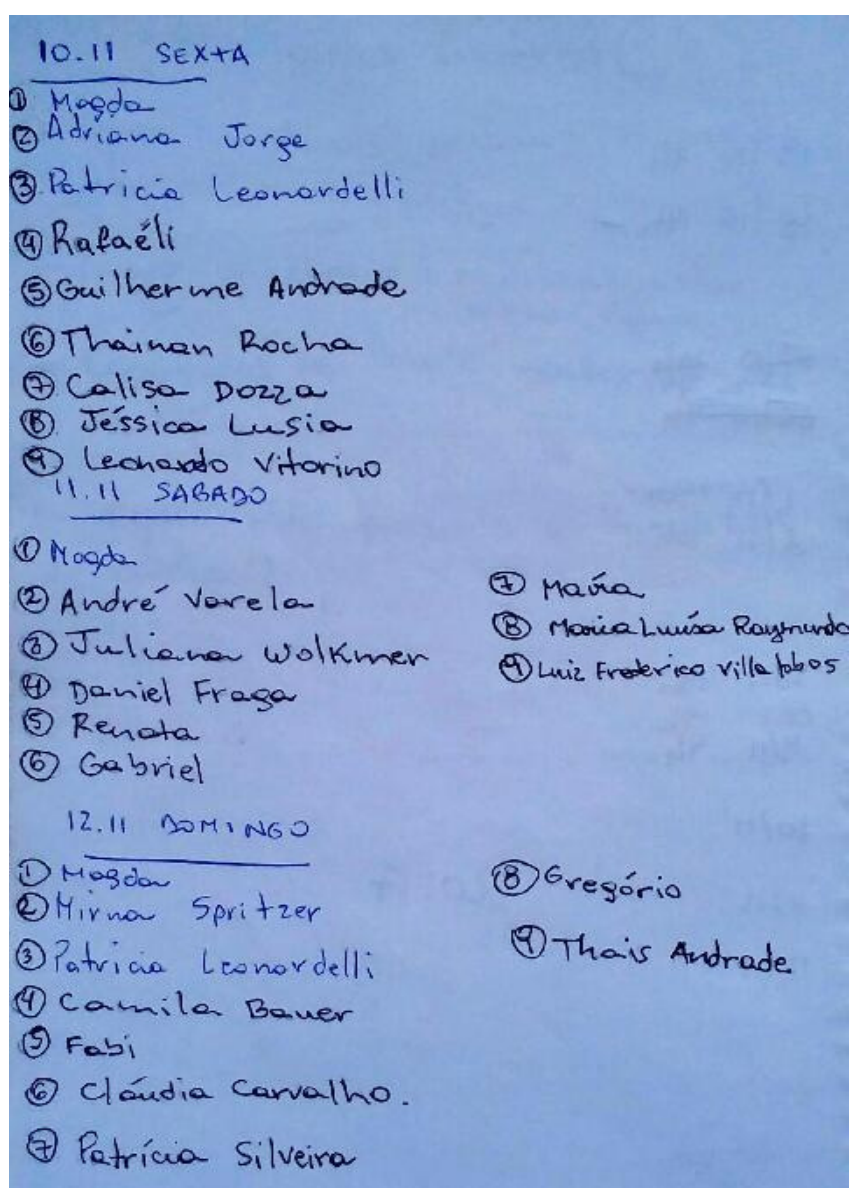 10.11 SEXTA
① Magda
② Adriana Jorge
③ Patricia Leonardelli
④ Rafaéli
⑤ Guilherme Andrade
⑥ Thainan Rocha
⑦ Calisa Dozza
⑧ Jéssica Lusia
⑨ Leonardo Vitorino
11.11 SABADO
① Magda
② André Varela
③ Juliana Wolkmer
④ Daniel Fraga
⑤ Renata
⑥ Gabriel
⑦ Maíra
⑧ Maria Luísa Raymundo
⑨ Luiz Frederico Villalobos
12.11 DOMINGO
① Magda
② Mirna Spritzer
③ Patricia Leonardelli
④ Camila Bauer
⑤ Fabi
⑥ Cláudia Carvalho.
⑦ Patrícia Silveira
⑧ Gregório
⑨ Thais Andrade